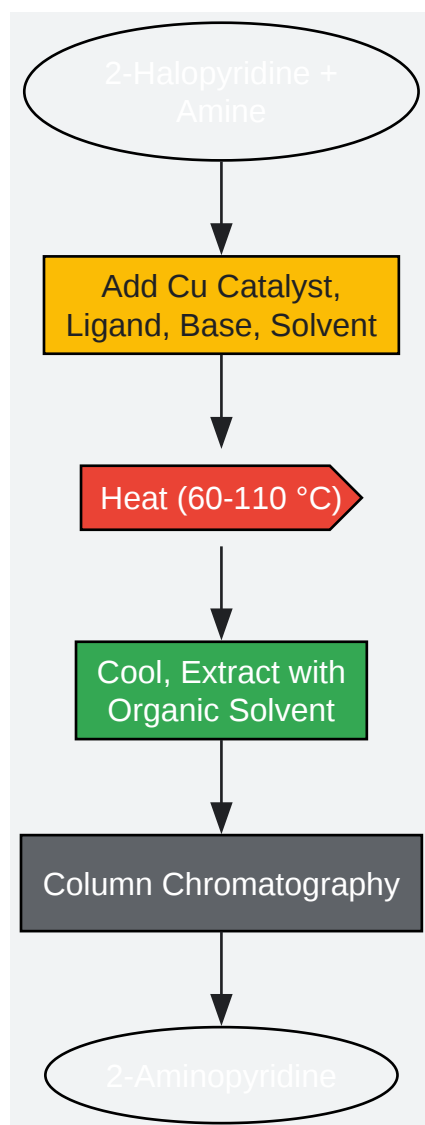 2-Halopyridine +
Amine
Add Cu Catalyst,
Ligand, Base, Solvent
Heat (60-110 °C)
Cool, Extract with
Organic Solvent
Column Chromatography
2-Aminopyridine